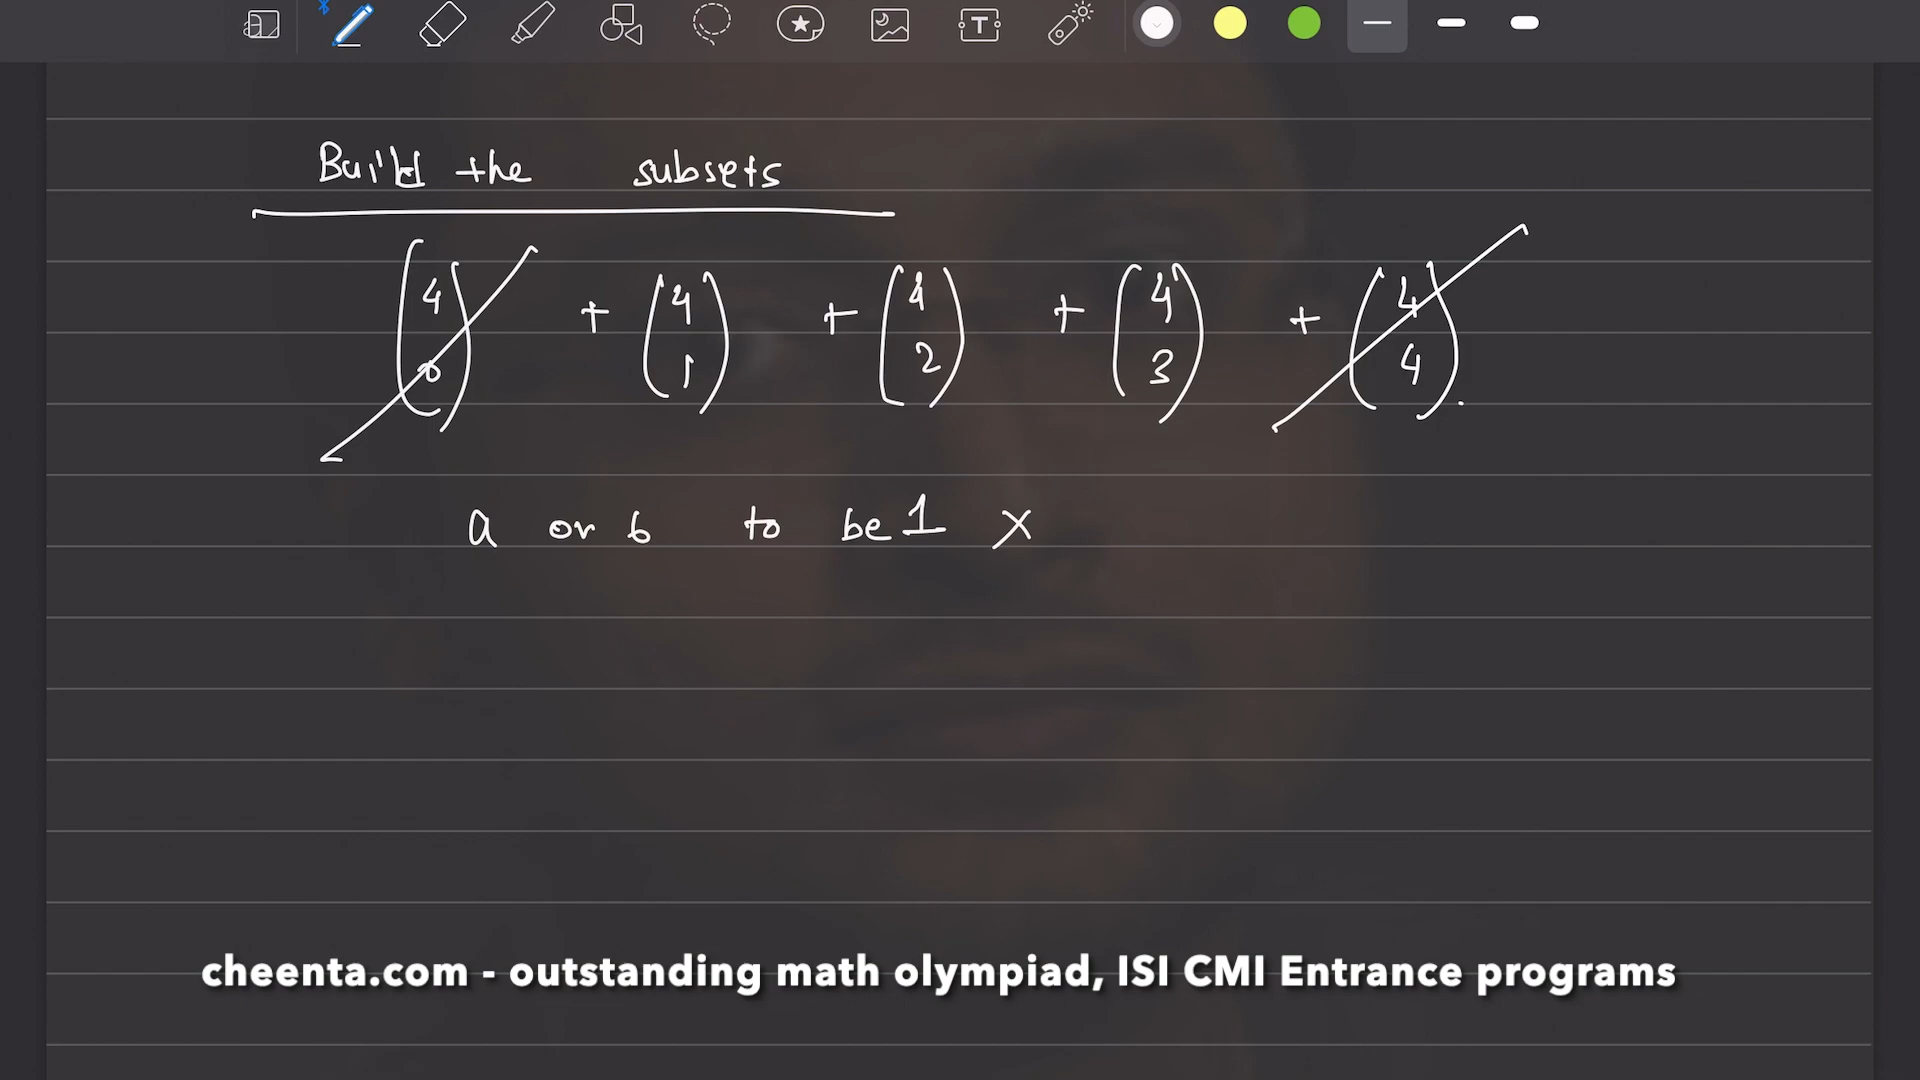 Build the subsets
(4 0) + (4 1) + (4 2) + (4 3) + (4 4).
a or b to be 1 X
cheenta.com - outstanding math olympiad, ISI CMI Entrance programs